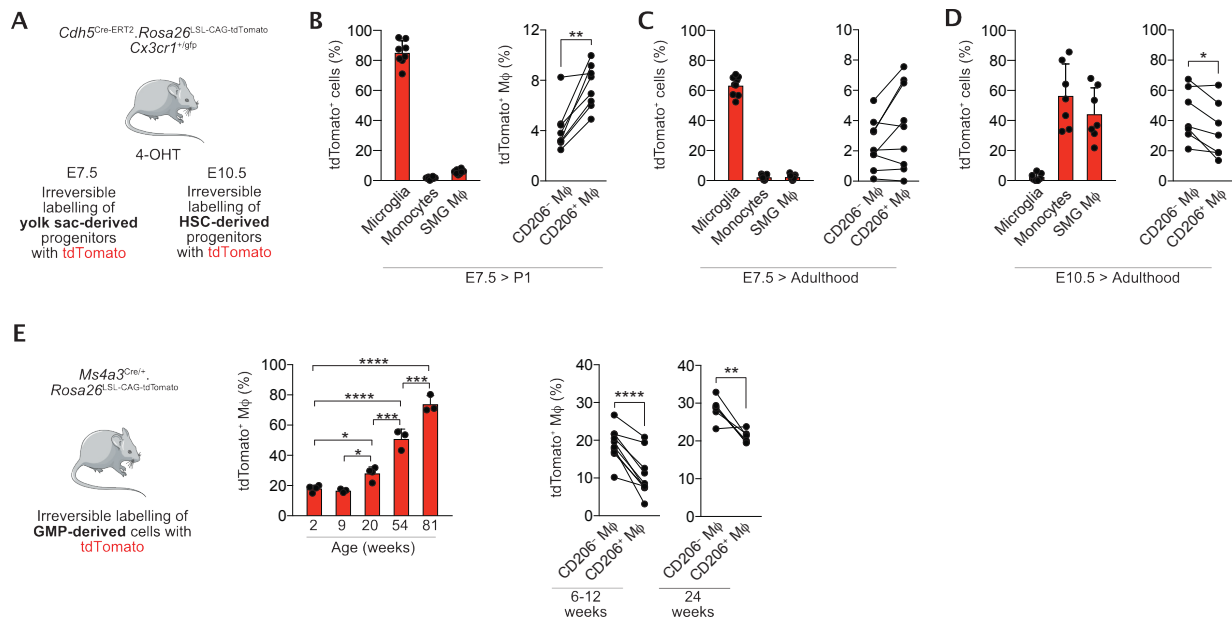 A
Cdh5Cre-ERT2.Rosa26LSL-CAG-tdTomato
Cx3cr1+/gfp
4-OHT
E7.5
Irreversible
labelling of
yolk sac-derived
progenitors
with tdTomato
E10.5
Irreversible
labelling of
HSC-derived
progenitors
with tdTomato
B
tdTomato+ cells (%)
100
80
60
40
20
0
Microglia
Monocytes
SMG Mϕ
tdTomato+ Mϕ (%)
12
8
4
0
**
CD206- Mϕ
CD206+ Mϕ
E7.5 > P1
C
tdTomato+ cells (%)
100
80
60
40
20
0
Microglia
Monocytes
SMG Mϕ
8
6
4
2
0
CD206- Mϕ
CD206+ Mϕ
E7.5 > Adulthood
D
tdTomato+ cells (%)
100
80
60
40
20
0
Microglia
Monocytes
SMG Mϕ
100
80
60
40
20
0
*
CD206- Mϕ
CD206+ Mϕ
E10.5 > Adulthood
E
Ms4a3Cre/+.
Rosa26LSL-CAG-tdTomato
Irreversible labelling of
GMP-derived cells with
tdTomato
tdTomato+ Mϕ (%)
100
80
60
40
20
0
****
****
***
*
***
*
2 9 20 54 81
Age (weeks)
tdTomato+ Mϕ (%)
40
30
20
10
0
****
CD206- Mϕ
CD206+ Mϕ
6-12
weeks
40
30
20
10
0
**
CD206- Mϕ
CD206+ Mϕ
24
weeks